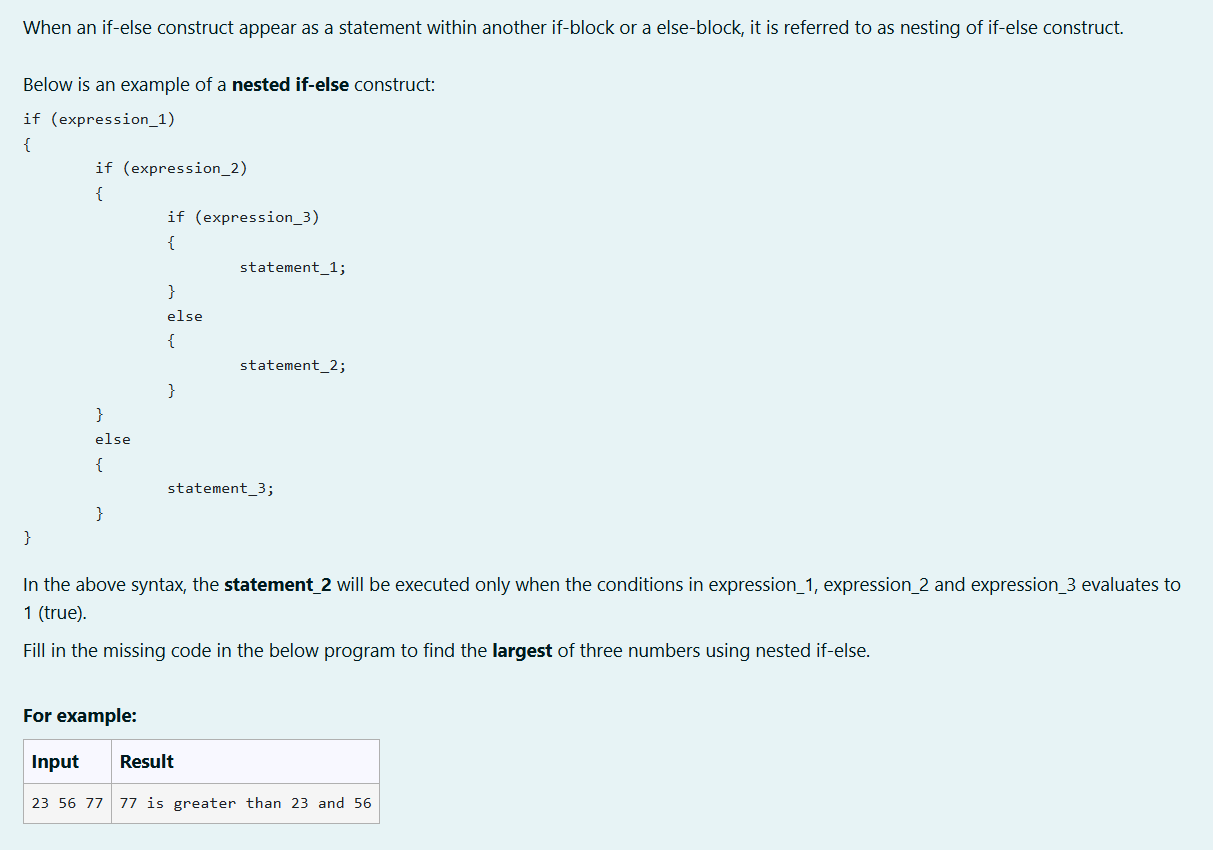 When an if-else construct appear as a statement within another if-block or a else-block, it is referred to as nesting of if-else construct.
Below is an example of a nested if-else construct:
if (expression_1)
{
        if (expression_2)
        {
                if (expression_3)
                {
                        statement_1;
                }
                else
                {
                        statement_2;
                }
        }
        else
        {
                statement_3;
        }
}
In the above syntax, the statement_2 will be executed only when the conditions in expression_1, expression_2 and expression_3 evaluates to
1 (true).
Fill in the missing code in the below program to find the largest of three numbers using nested if-else.
For example:
Input Result
23 56 77 77 is greater than 23 and 56